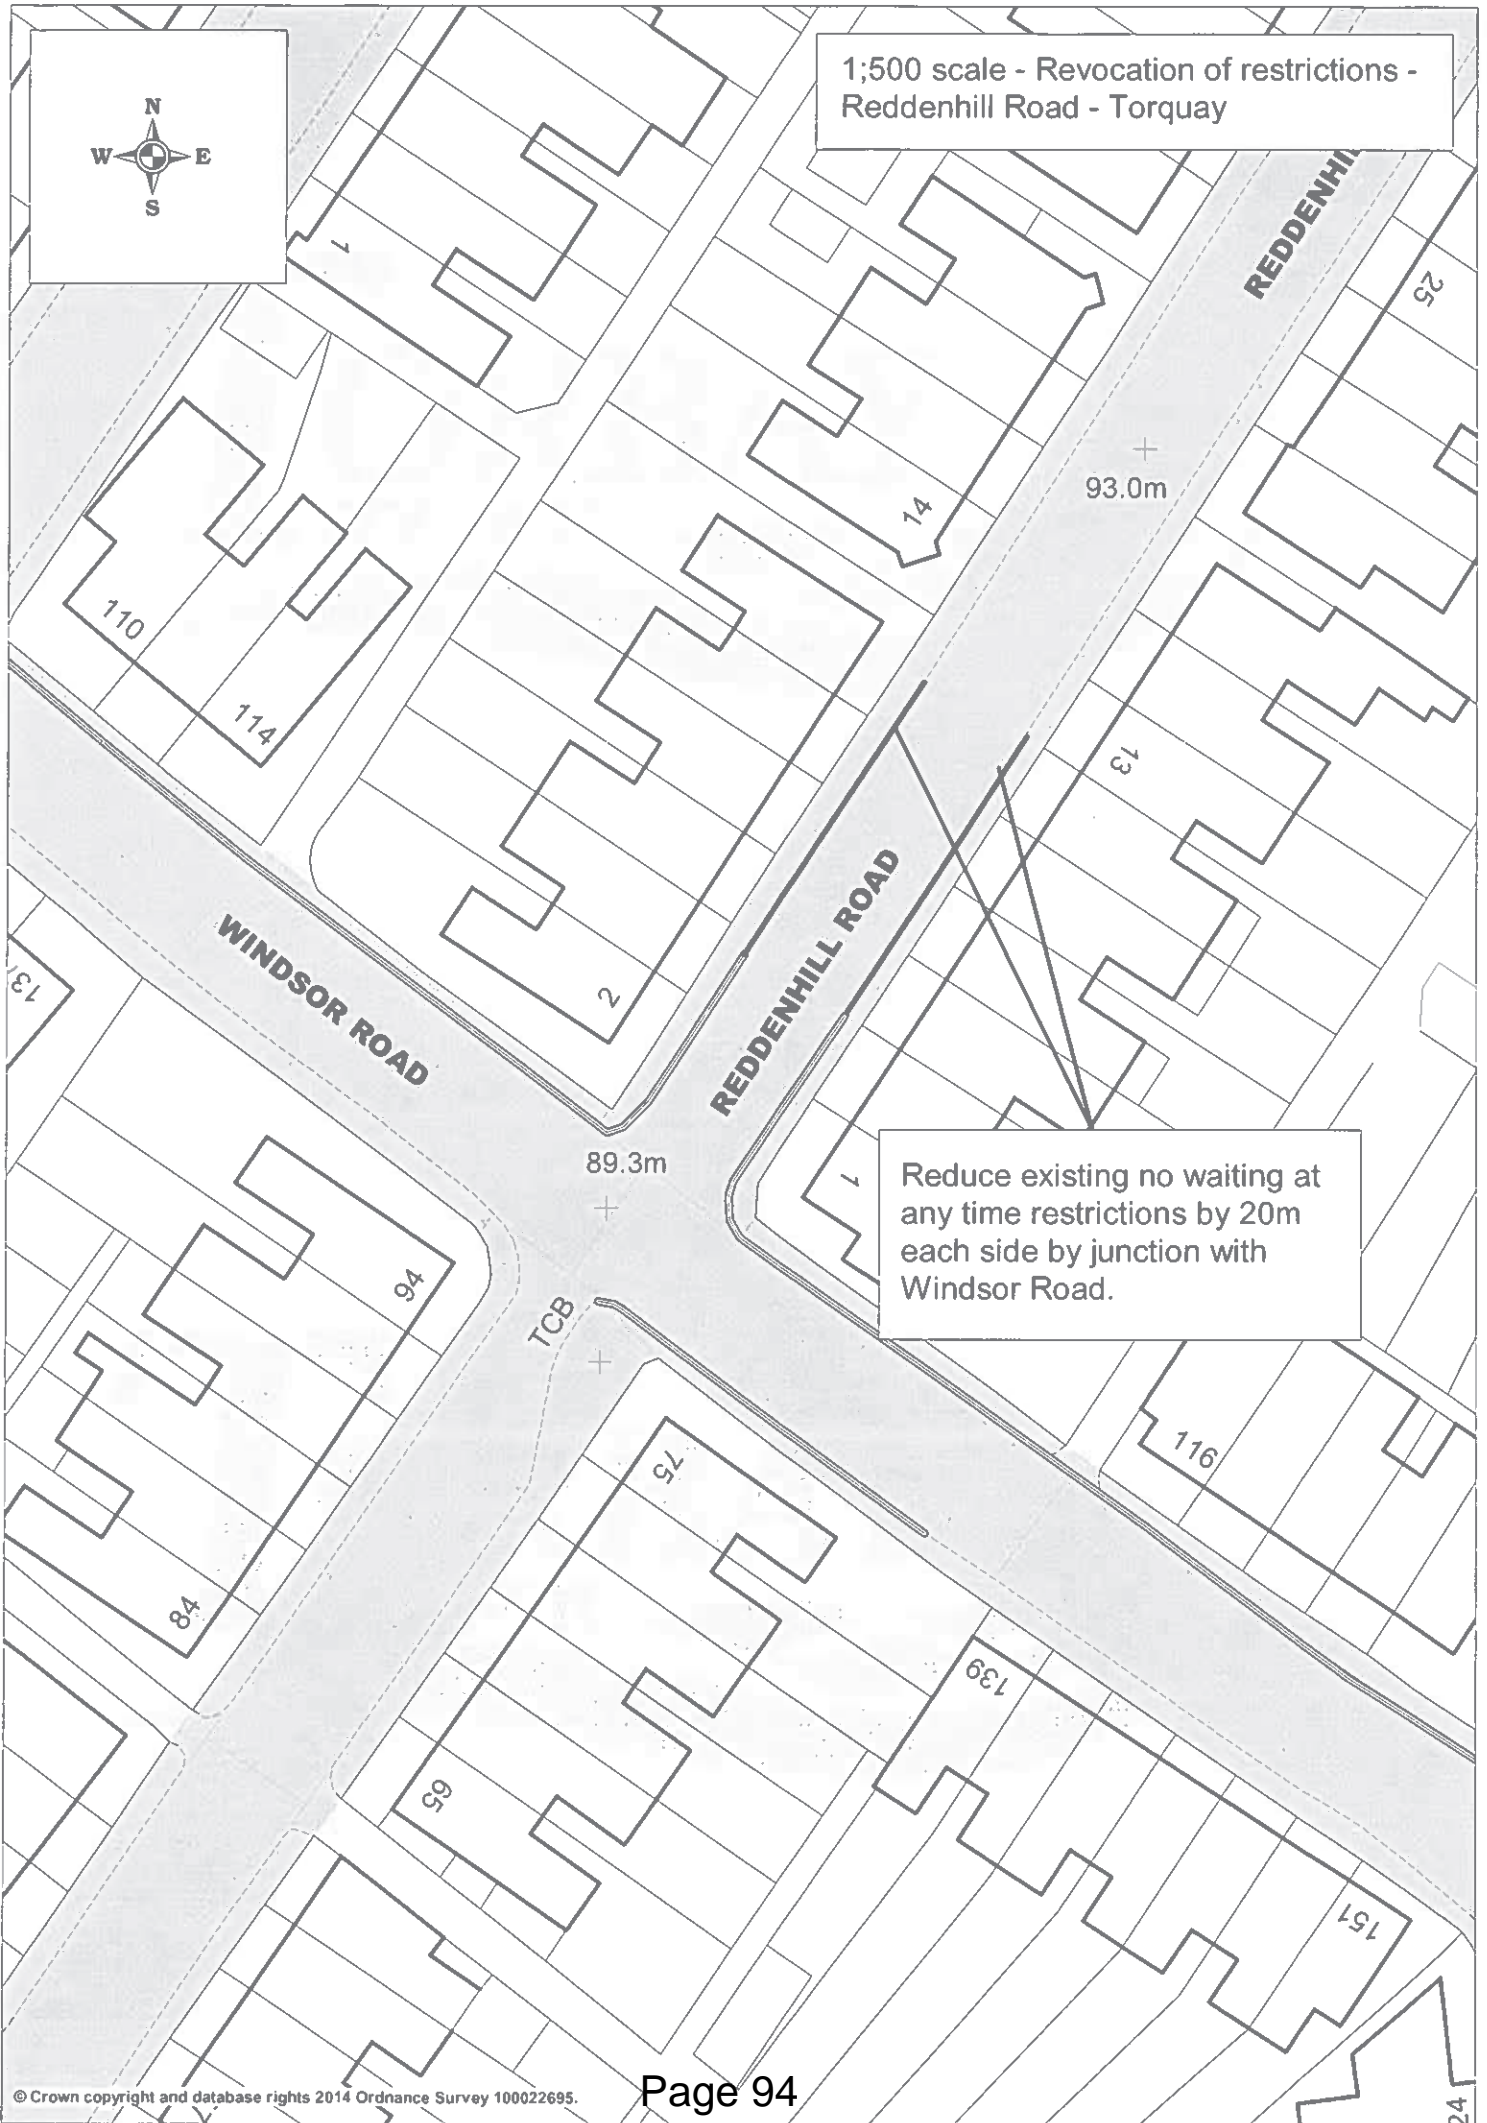 N
W E
S
1;500 scale - Revocation of restrictions -
Reddenhill Road - Torquay
REDDENHI
1
25
93.0m
14
110
114
13
WINDSOR ROAD
REDDENHILL ROAD
2
89.3m
1
Reduce existing no waiting at
any time restrictions by 20m
each side by junction with
Windsor Road.
94
TCB
75
116
84
139
65
151
24
© Crown copyright and database rights 2014 Ordnance Survey 100022695.
Page 94